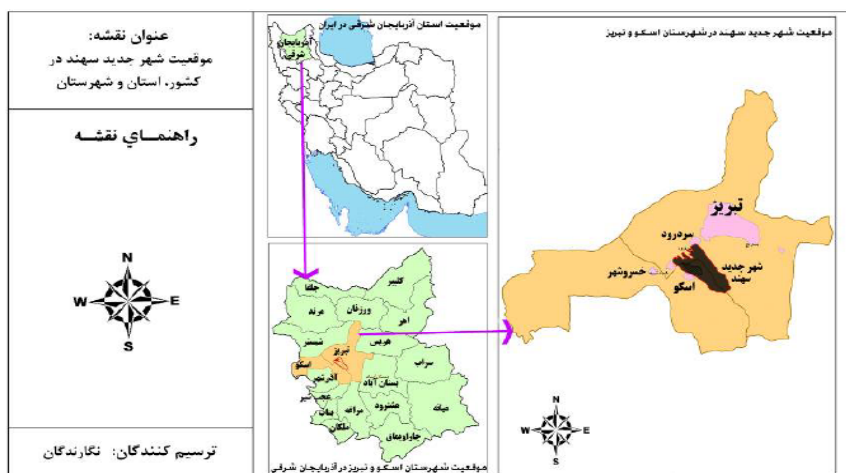 عنوان نقشه:
موقعیت شهر جدید سهند در
کشور، استان و شهرستان
راهنمـــای نقشـــه
N
W
E
S
ترسیم کنندگان: نگارندگان
موقعیت استان آذربایجان شرقی در ایران
آذربایجان
شرقی
کلیبر
جلفا
مرند
ورزقان
اهر
شبستر
تبریز
هریس
اسکو
سراب
آذرشهر
بستان آباد
عجب شیر
هشترود
میانه
بناب
مراغه
ملکان
چاراویماق
موقعیت شهرستان اسکو و تبریز در آذربایجان شرقی
موقعیت شهر جدید سهند در شهرستان اسکو و تبریز
تبریز
سردرود
خسروشهر
شهر جدید
سهند
اسکو
N
W
E
S